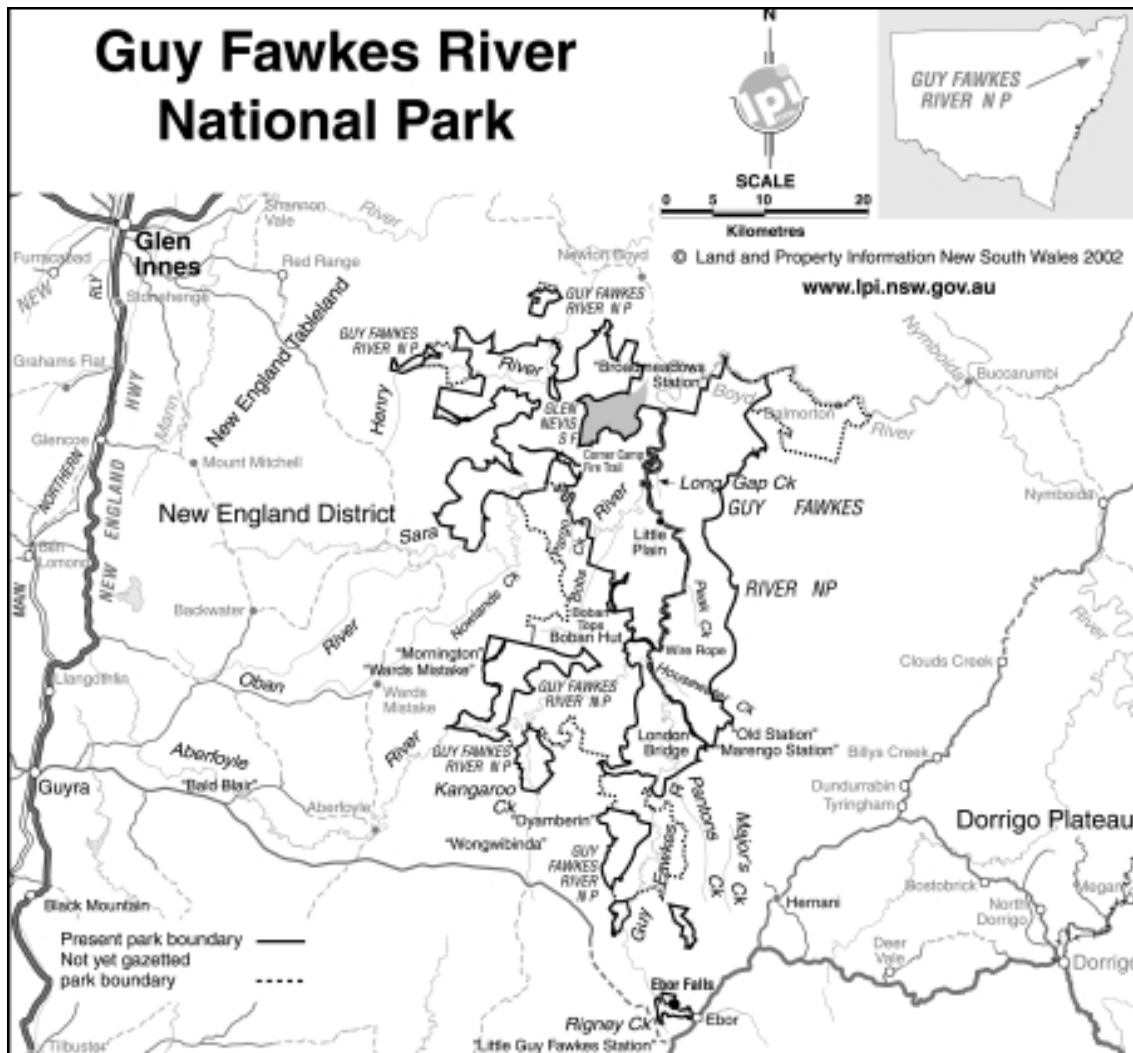 Guy Fawkes River
National Park
N
lpi
SCALE
0 5 10 20
Kilometres
GUY FAWKES
RIVER N P
© Land and Property Information New South Wales 2002
www.lpi.nsw.gov.au
Shannon
Vale
River
Glen
Innes
Furracabad
NEW
RLY
Red Range
Stonehenge
Newton Boyd
GUY FAWKES
RIVER N P
GUY FAWKES
RIVER N P
New England Tableland
Grahams Flat
HWY
Mann
Henry
River
"Broadmeadows
Station"
Boyd
Dalmorton
River
Nymboida
Buccarumbi
GLEN
NEVIS
S F
Glencoe
NORTHERN
ENGLAND
Mount Mitchell
Corner Camp
Fire Trail
Long Gap Ck
GUY FAWKES
Nymboida
New England District
Sara
River
Little
Plain
Ben
Lomond
MAIN
NEW
Ck
Boban
RIVER NP
Peak Ck
Nowlands Ck
Backwater
River
Boban
Tops
Boban Hut
Wire Rope
River
Clouds Creek
"Mornington"
"Wards Mistake"
Llangothlin
Oban
Wards
Mistake
GUY FAWKES
RIVER N P
Housewater Ck
London
Bridge
"Old Station"
"Marengo Station"
Aberfoyle
River
GUY FAWKES
RIVER N P
Billys Creek
Guyra
"Bald Blair"
Kangaroo
Ck
Dundurrabin
Tyringham
Aberfoyle
"Dyamberin"
R
Pantons
Ck
Major's Ck
Dorrigo Plateau
"Wongwibinda"
GUY
FAWKES
RIVER
N P
Fawkes
Guy
Bostobrick
Megan
North
Dorrigo
Black Mountain
Hernani
Deer
Vale
Dorrigo
Present park boundary
Not yet gazetted
park boundary
Ebor Falls
Rigney Ck
Ebor
Tilbuster
"Little Guy Fawkes Station"